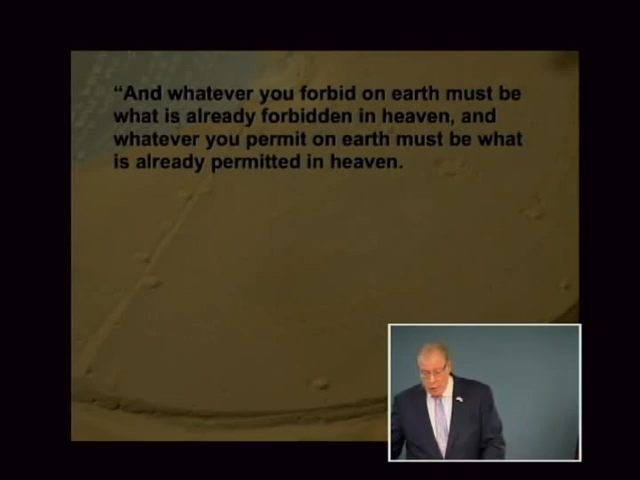 “And whatever you forbid on earth must be
what is already forbidden in heaven, and
whatever you permit on earth must be what
is already permitted in heaven.